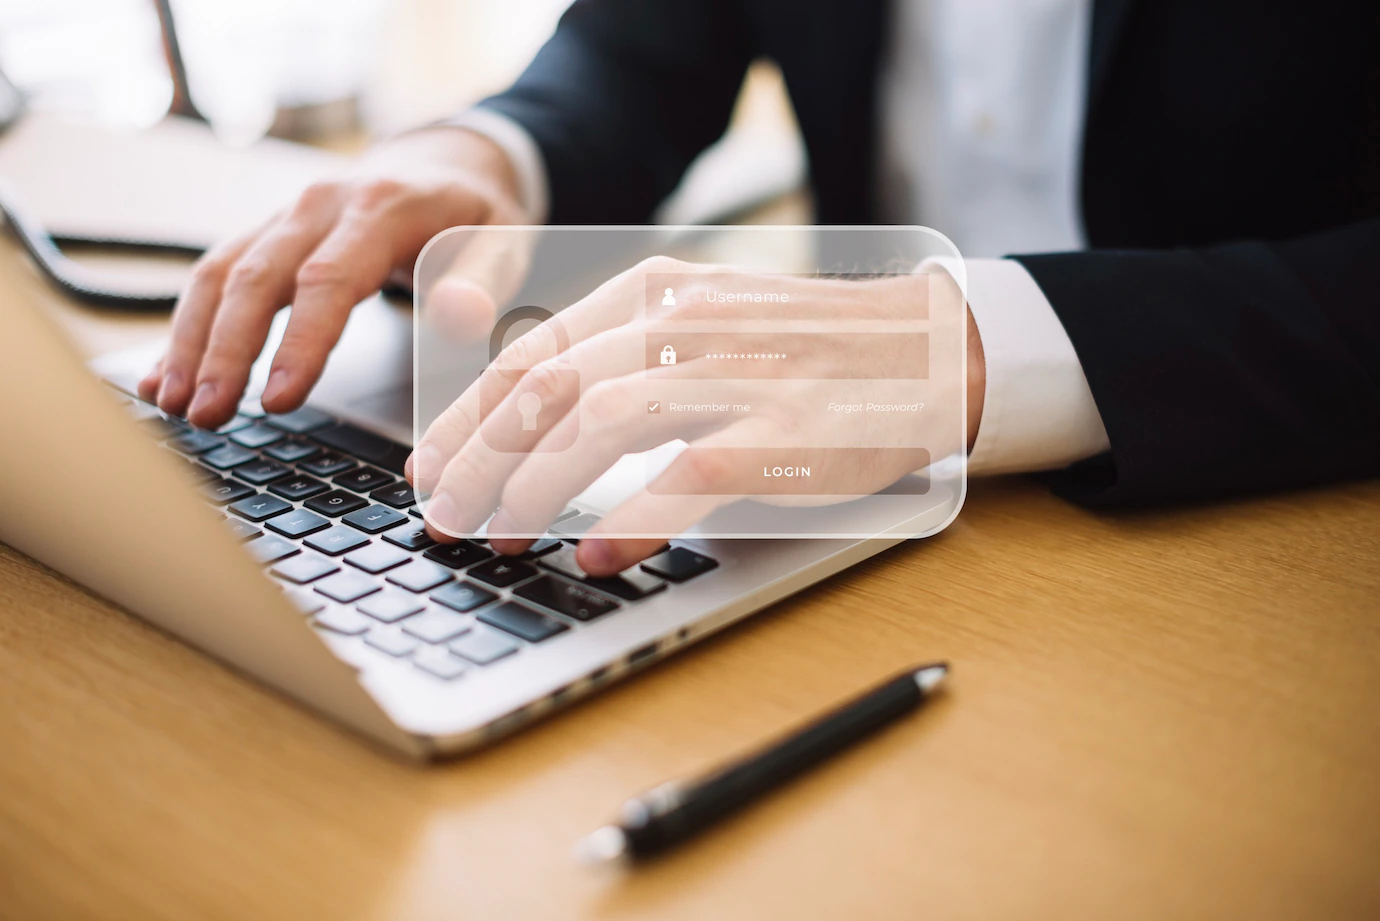 Username
************
Remember me
Forgot Password?
LOGIN